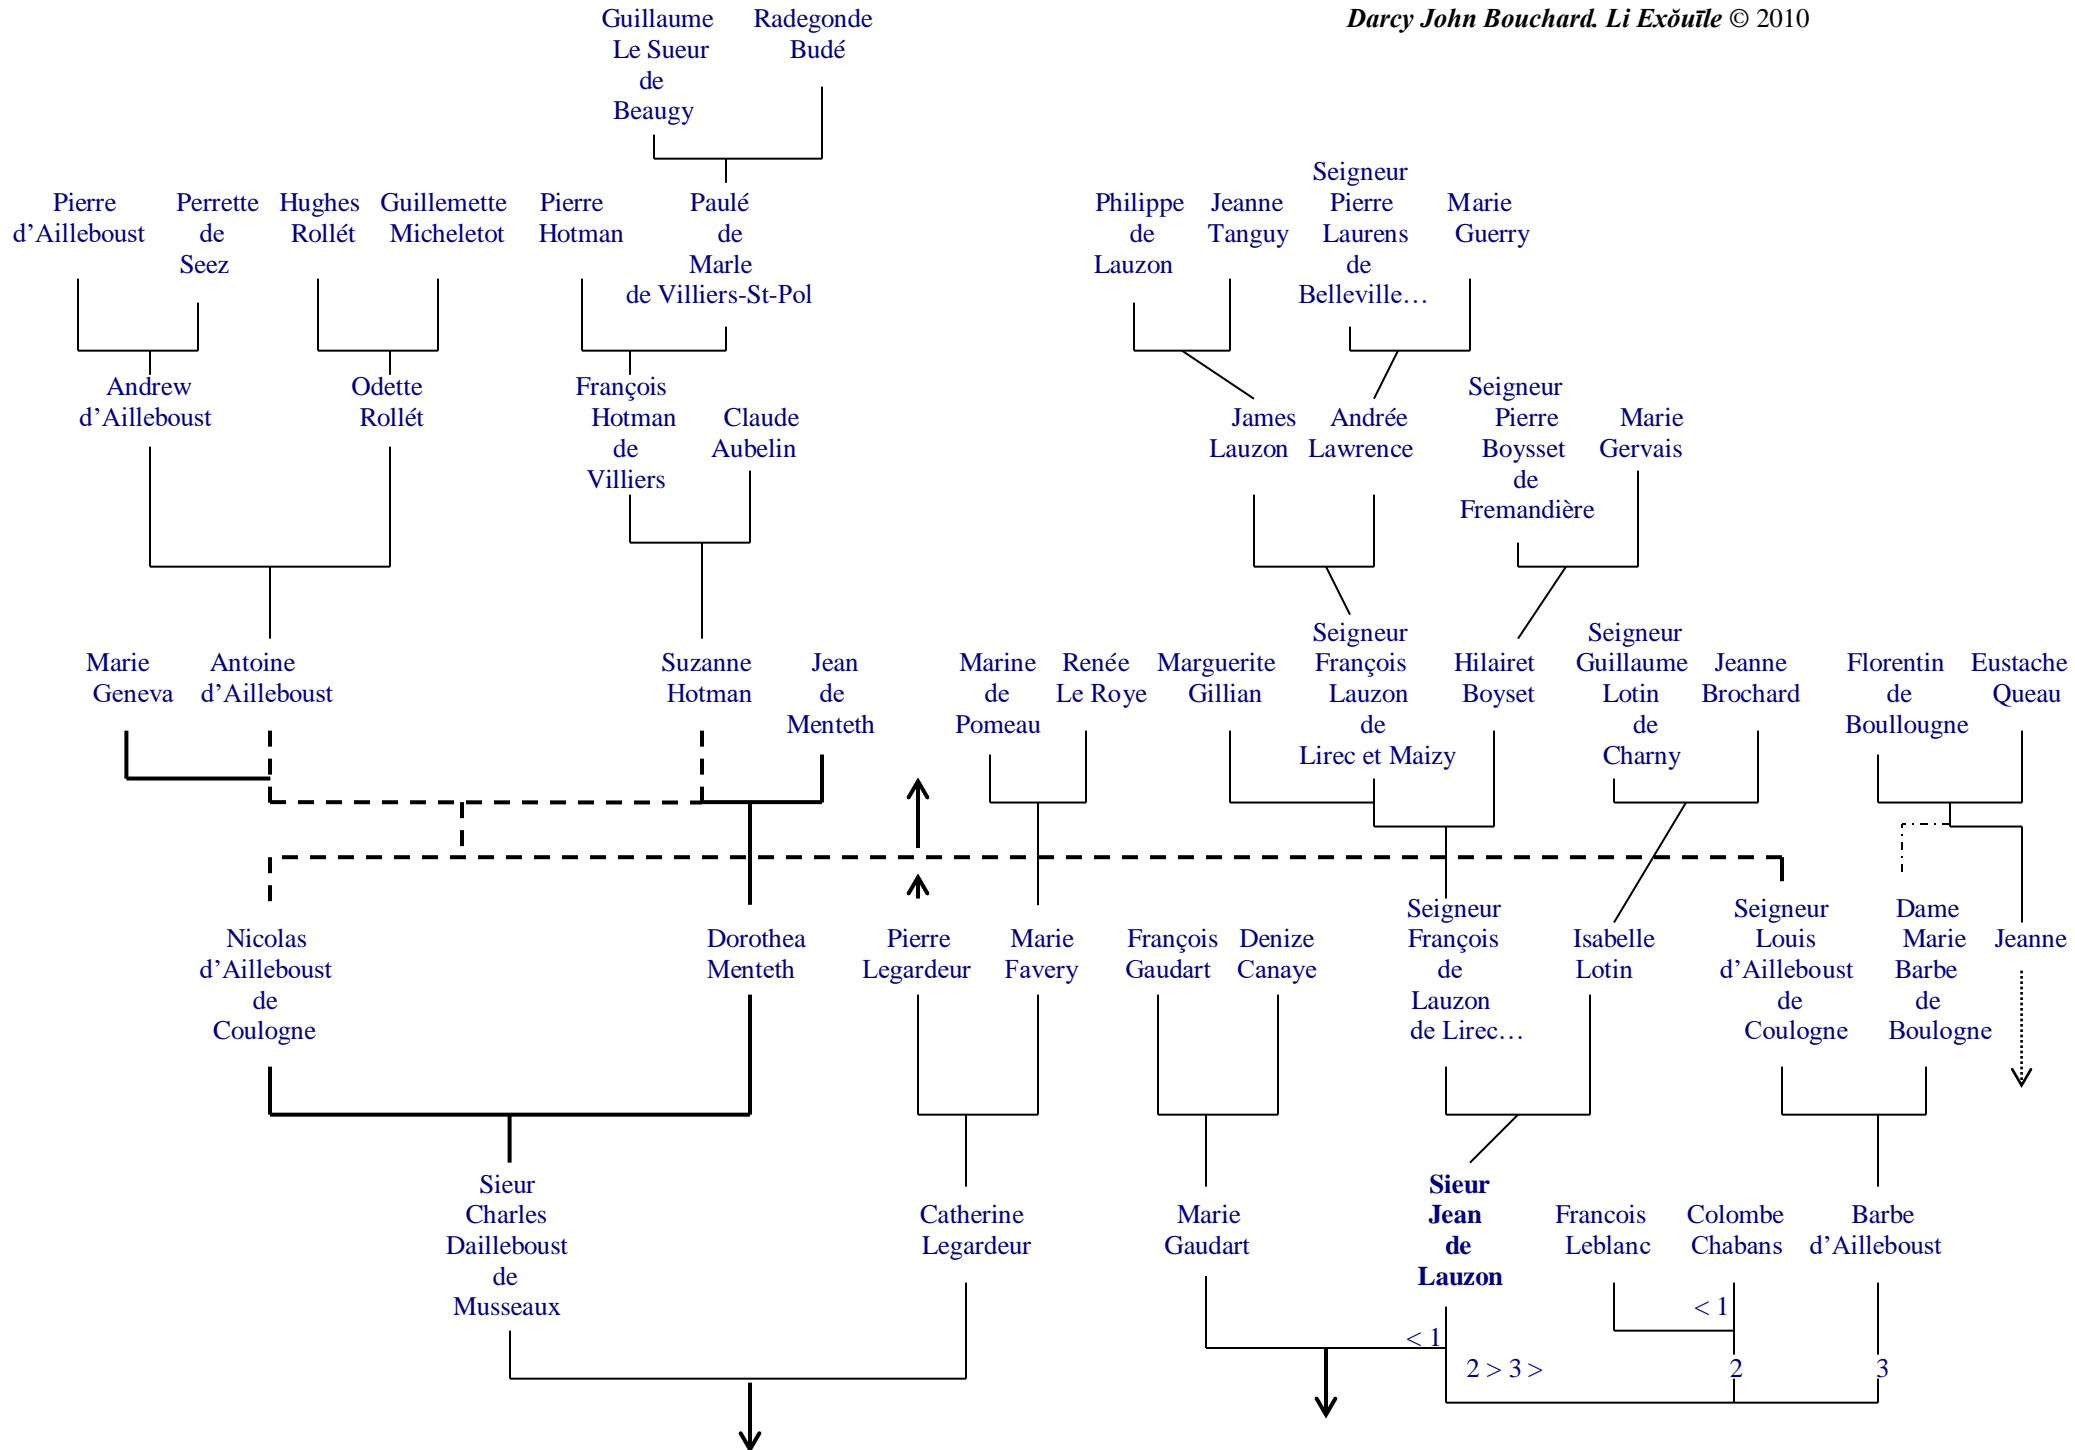 Darcy John Bouchard. Li Exŏuīle © 2010
Guillaume
Le Sueur
de
Beaugy
Radegonde
Budé
Pierre
d’Ailleboust
Perrette
de
Seez
Hughes
Rollét
Guillemette
Micheletot
Pierre
Hotman
Paulé
de
Marle
de Villiers-St-Pol
Philippe
de
Lauzon
Jeanne
Tanguy
Seigneur
Pierre
Laurens
de
Belleville…
Marie
Guerry
Andrew
d’Ailleboust
Odette
Rollét
François
Hotman
de
Villiers
Claude
Aubelin
James
Lauzon
Andrée
Lawrence
Seigneur
Pierre
Boysset
de
Fremandière
Marie
Gervais
Marie
Geneva
Antoine
d’Ailleboust
Suzanne
Hotman
Jean
de
Menteth
Marine
de
Pomeau
Renée
Le Roye
Marguerite
Gillian
Seigneur
François
Lauzon
de
Lirec et Maizy
Hilairet
Boyset
Seigneur
Guillaume
Lotin
de
Charny
Jeanne
Brochard
Florentin
de
Boullougne
Eustache
Queau
Nicolas
d’Ailleboust
de
Coulogne
Dorothea
Menteth
Pierre
Legardeur
Marie
Favery
François
Gaudart
Denize
Canaye
Seigneur
François
de
Lauzon
de Lirec…
Isabelle
Lotin
Seigneur
Louis
d’Ailleboust
de
Coulogne
Dame
Marie
Barbe
de
Boulogne
Jeanne
Sieur
Charles
Dailleboust
de
Musseaux
Catherine
Legardeur
Marie
Gaudart
Sieur
Jean
de
Lauzon
Francois
Leblanc
Colombe
Chabans
Barbe
d’Ailleboust
< 1
< 1
2 > 3 >
2
3